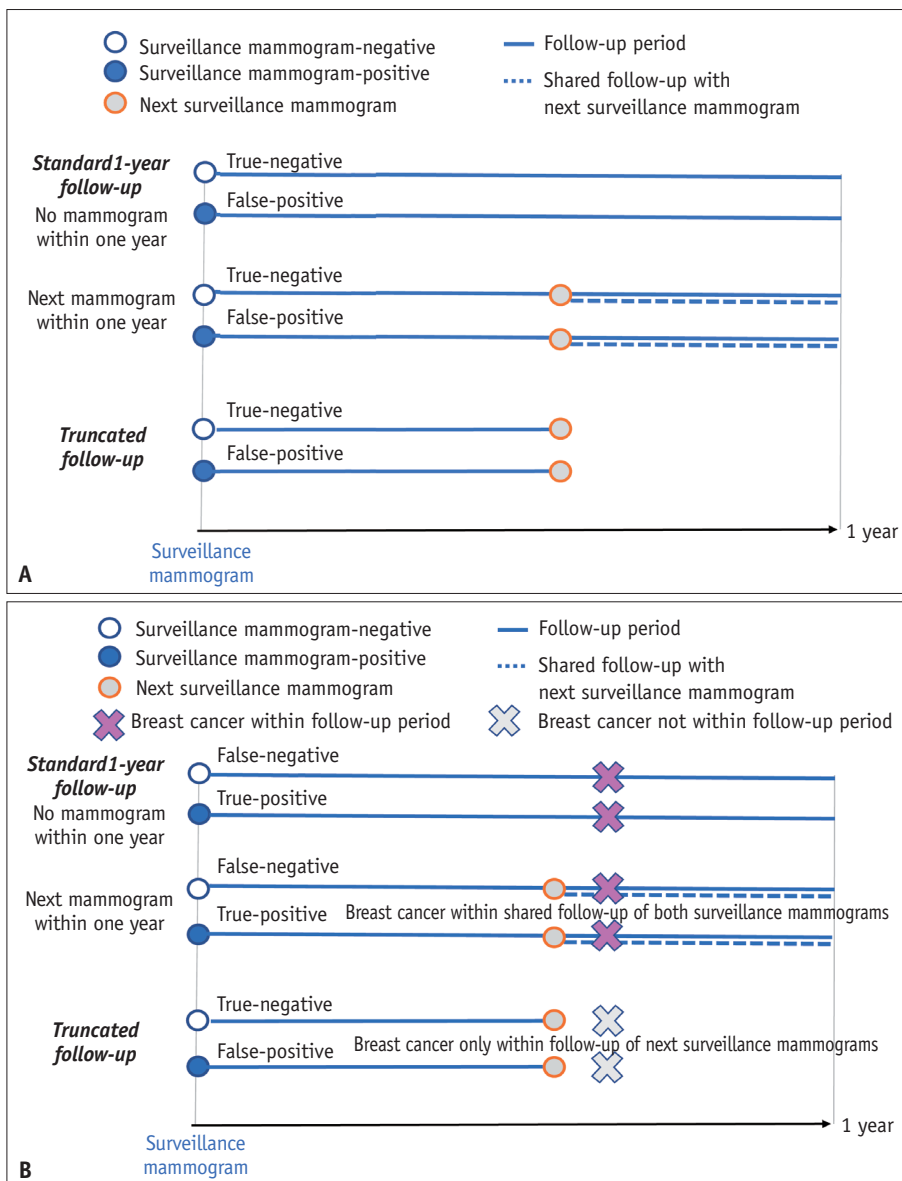 Surveillance mammogram-negative
Surveillance mammogram-positive
Next surveillance mammogram
Follow-up period
Shared follow-up with
next surveillance mammogram
Standard1-year
follow-up
No mammogram
within one year
True-negative
False-positive
Next mammogram
within one year
True-negative
False-positive
Truncated
follow-up
True-negative
False-positive
1 year
Surveillance
mammogram
A
Surveillance mammogram-negative
Surveillance mammogram-positive
Next surveillance mammogram
Breast cancer within follow-up period
Follow-up period
Shared follow-up with
next surveillance mammogram
Breast cancer not within follow-up period
Standard1-year
follow-up
No mammogram
within one year
False-negative
True-positive
Next mammogram
within one year
False-negative
True-positive
Breast cancer within shared follow-up of both surveillance mammograms
Truncated
follow-up
True-negative
False-positive
Breast cancer only within follow-up of next surveillance mammograms
1 year
Surveillance
mammogram
B